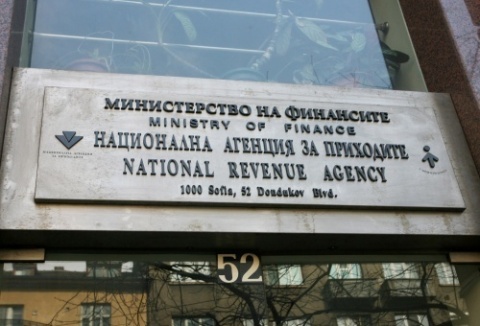 МИНИСТЕРСТВО НА ФИНАНСИТЕ
MINISTRY OF FINANCE
НАЦИОНАЛНА АГЕНЦИЯ ЗА ПРИХОДИТЕ
NATIONAL REVENUE AGENCY
1000 Sofia, 52 Dondukov Blvd.
52